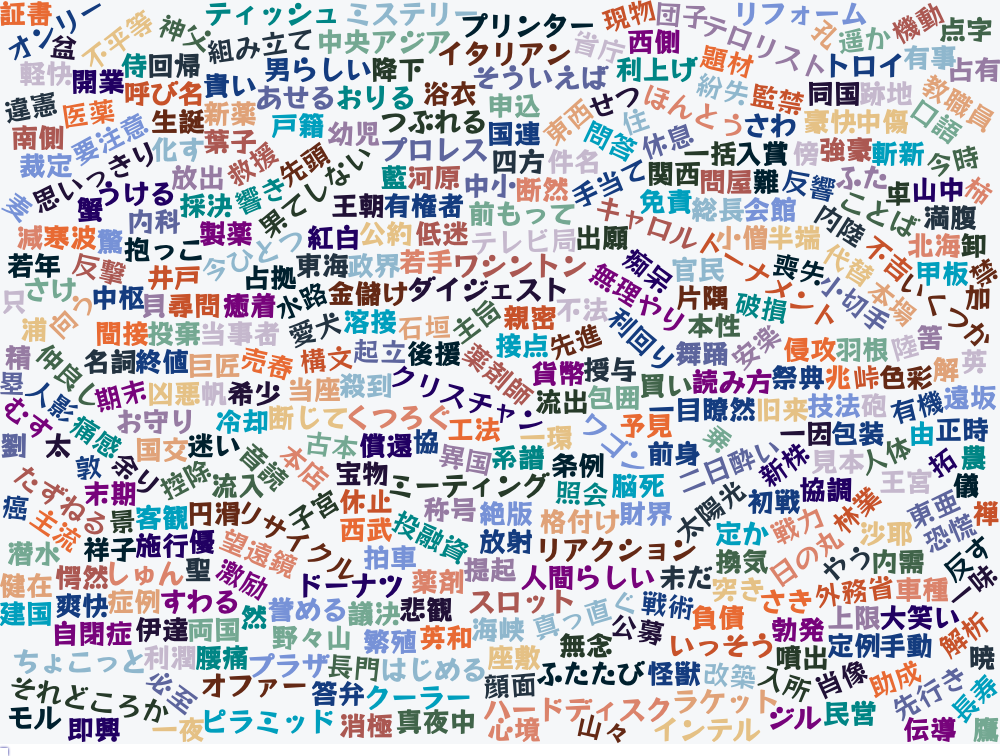 証書
オンリー
盆
不平等
神父
ティッシュ
ミステリー
プリンター
現物
団子
テロリスト
リフォーム
孔
遥か
機動
点字
組み立て
中央アジア
イタリアン
省庁
西側
題材
トロイ
有事
占有
軽快
開業
侍
回帰
男らしい
降下
そういえば
利上げ
紛失
監禁
同国
跡地
教職員
違憲
医薬
呼び名
貴い
あせる
おりる
浴衣
申込
東西
せつ
ほんとう
さわ
豪快
中傷
口語
南側
要注意
生誕
新薬
葉子
戸籍
幼児
つぶれる
国連
問答
住
休息
一括
入賞
傍
強豪
斬新
今時
裁定
思いっきり
化す
放出
救援
先頭
プロレス
四方
件名
関西
問屋
難
反響
ふた
卓
山中
柿
蟹
うける
採決
響き
果てしない
藍
河原
中小
断然
手当て
免責
総長
会館
内陸
ことば
満腹
内科
王朝
有権者
前もって
キャロル
減
寒波
驚
抱っこ
製薬
今ひとつ
紅白
公約
低迷
テレビ局
出願
トーナメント
小僧
半端
代替
不吉
北海
卸
若年
反撃
井戸
占拠
東海
政界
若手
ワシントン
痴呆
官民
喪失
小切手
本場
甲板
禁
只
さけ
中枢
貝
尋問
癒着
水路
金儲け
ダイジェスト
無理やり
片隅
破損
いくつか
加
浦
向う
間接
投棄
当事者
愛犬
溶接
石垣
主局
親密
不法
利回り
本性
安楽
侵攻
羽根
陸
筈
精
仲良し
名詞
終値
巨匠
売春
構文
起立
後援
薬剤師
接点
先進
舞踊
解
英
塁
人影
期末
凶悪
帆
希少
当座
殺到
クリスチャン
貨幣
授与
買い
読み方
祭典
兆
峠
色彩
むす
痛感
お守り
冷却
断じて
くつろぐ
工法
流出
包囲
一目瞭然
旧来
技法
砲
有機
遠坂
劉
太
国交
迷い
音読
古本
償還
協
一環
ワゴン
予見
乗
一因
包装
由
正時
敦
余り
控除
流入
本店
宝物
異国
系譜
条例
前身
二日酔い
新株
見本
人体
拓
農
たずねる
末期
ミーティング
照会
脳死
王宮
儀
癌
主流
景
客観
円滑
リサイクル
子宮
休止
称号
絶版
格付け
財界
太陽光
初戦
協調
林業
東亜
禅
潜水
祥子
施行
優
望遠鏡
西武
投融資
放射
リアクション
定か
戦力
沙耶
恐慌
健在
愕然
しゅん
聖
激励
ドーナツ
拍車
薬剤
提起
人間らしい
未だ
換気
日の丸
やう
内需
反す
建国
爽快
症例
すわる
然
誉める
議決
悲観
スロット
真っ直ぐ
戦術
突き
さき
外務省
車種
一味
自閉症
伊達
両国
野々山
繁殖
英和
海峡
無念
公募
負債
いっそう
勃発
上限
大笑い
定例
手動
解析
ちょこっと
利潤
腰痛
プラザ
長門
はじめる
座敷
ふたたび
怪獣
改築
噴出
入所
肖像
助成
暁
それどころか
必至
オファー
答弁
クーラー
顔面
先行き
長寿
モル
即興
一夜
ピラミッド
消極
真夜中
ハードディスク
心境
山々
ラケット
インテル
ジル
民営
伝導
鷹